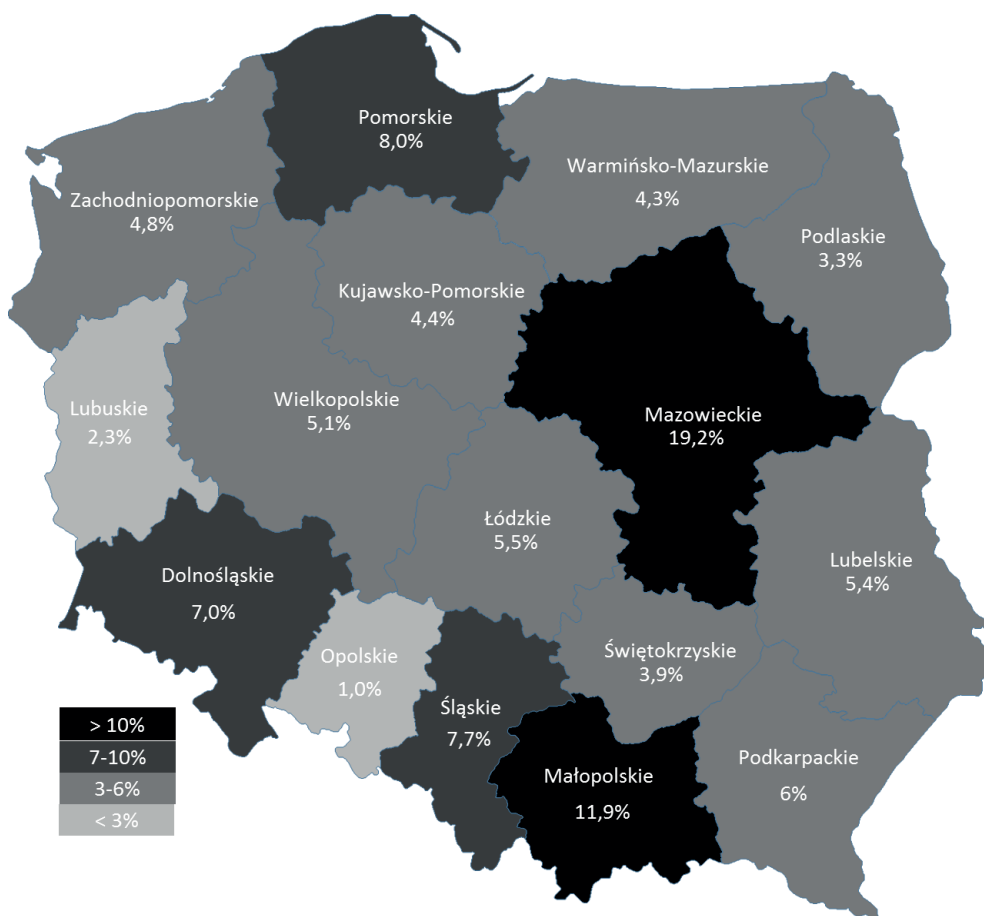 Pomorskie
8,0%
Warmińsko-Mazurskie
4,3%
Zachodniopomorskie
4,8%
Podlaskie
3,3%
Kujawsko-Pomorskie
4,4%
Lubuskie
2,3%
Wielkopolskie
5,1%
Mazowieckie
19,2%
Łódzkie
5,5%
Lubelskie
5,4%
Dolnośląskie
7,0%
Opolskie
1,0%
Świętokrzyskie
3,9%
Śląskie
7,7%
Małopolskie
11,9%
Podkarpackie
6%
> 10%
7-10%
3-6%
< 3%